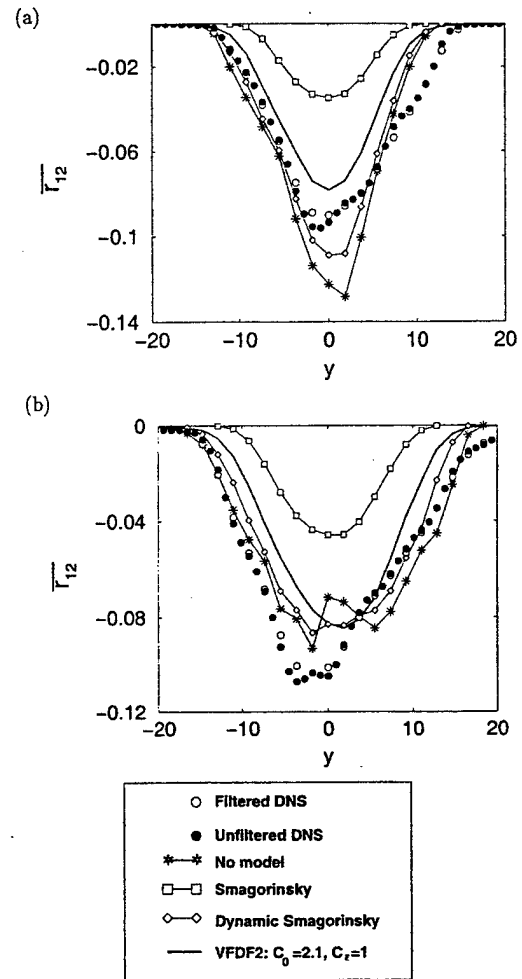 (a)
-0.02
-0.06
-0.1
-0.14
r12
-20
-10
0
10
20
y
(b)
0
-0.04
-0.08
-0.12
r12
-20
-10
0
10
20
y
Filtered DNS
Unfiltered DNS
No model
Smagorinsky
Dynamic Smagorinsky
VFDF2: C0 =2.1, Cε=1